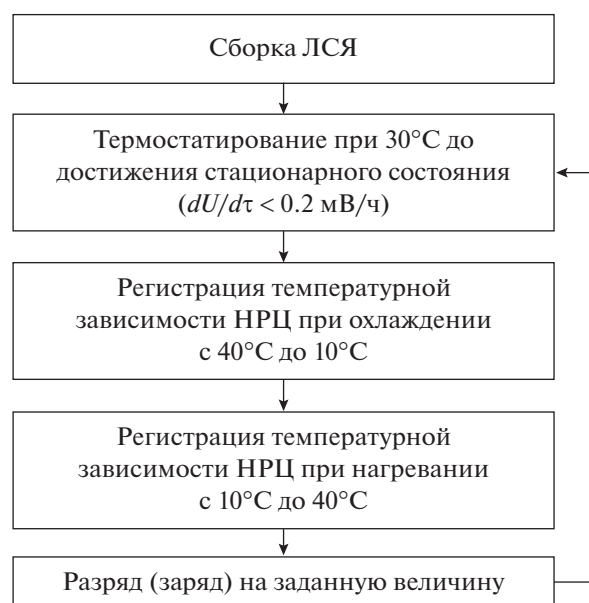 Сборка ЛСЯ
Термостатирование при 30°С до
достижения стационарного состояния
(dU/dτ < 0.2 мВ/ч)
Регистрация температурной
зависимости НРЦ при охлаждении
с 40°С до 10°С
Регистрация температурной
зависимости НРЦ при нагревании
с 10°С до 40°С
Разряд (заряд) на заданную величину